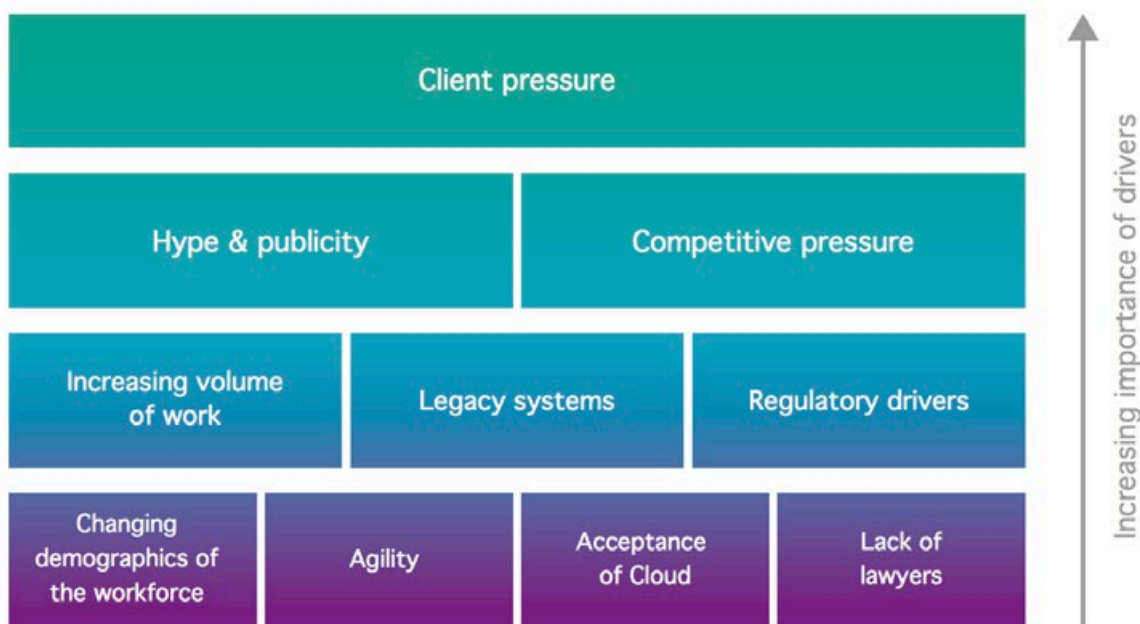 Client pressure
Hype & publicity
Competitive pressure
Increasing volume
of work
Legacy systems
Regulatory drivers
Changing
demographics of
the workforce
Agility
Acceptance
of Cloud
Lack of
lawyers
Increasing importance of drivers